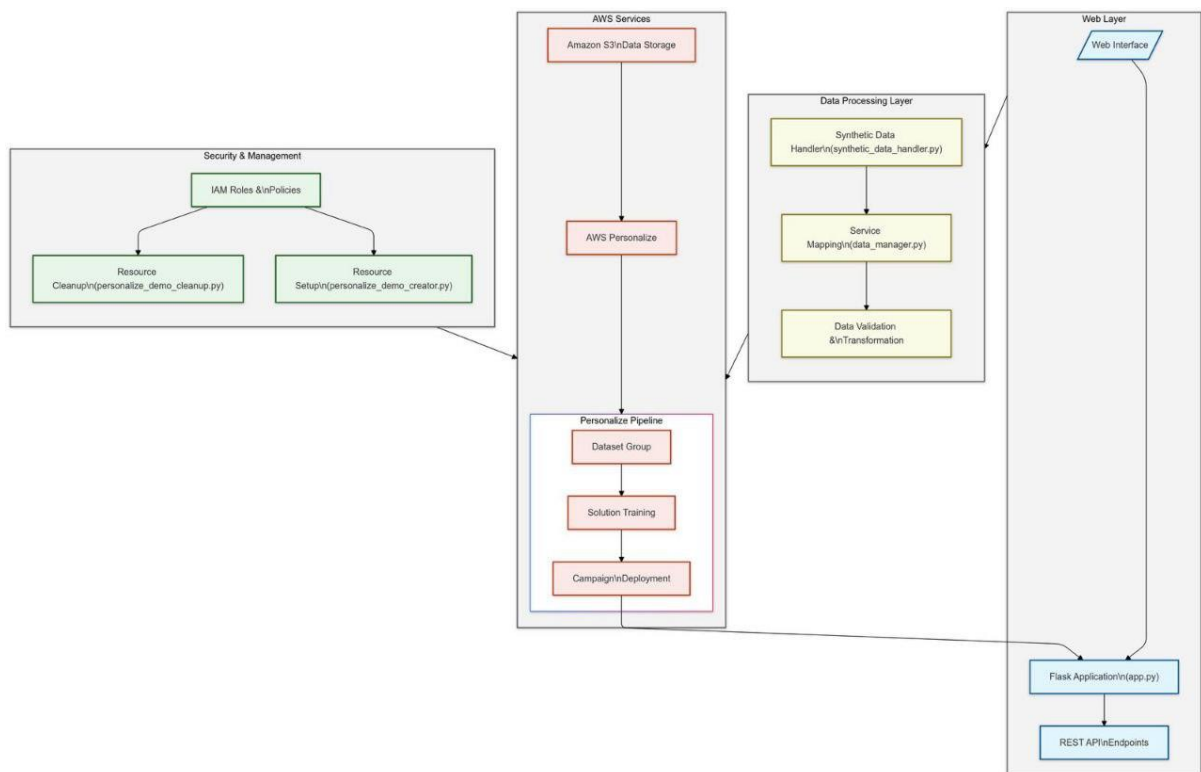 AWS Services
Amazon S3\nData Storage
AWS Personalize
Personalize Pipeline
Dataset Group
Solution Training
Campaign\nDeployment
Web Layer
Web Interface
Flask Application\n(app.py)
REST API\nEndpoints
Data Processing Layer
Synthetic Data
Handler\n(synthetic_data_handler.py)
Service
Mapping\n(data_manager.py)
Data Validation
&\nTransformation
Security & Management
IAM Roles &\nPolicies
Resource
Cleanup\n(personalize_demo_cleanup.py)
Resource
Setup\n(personalize_demo_creator.py)